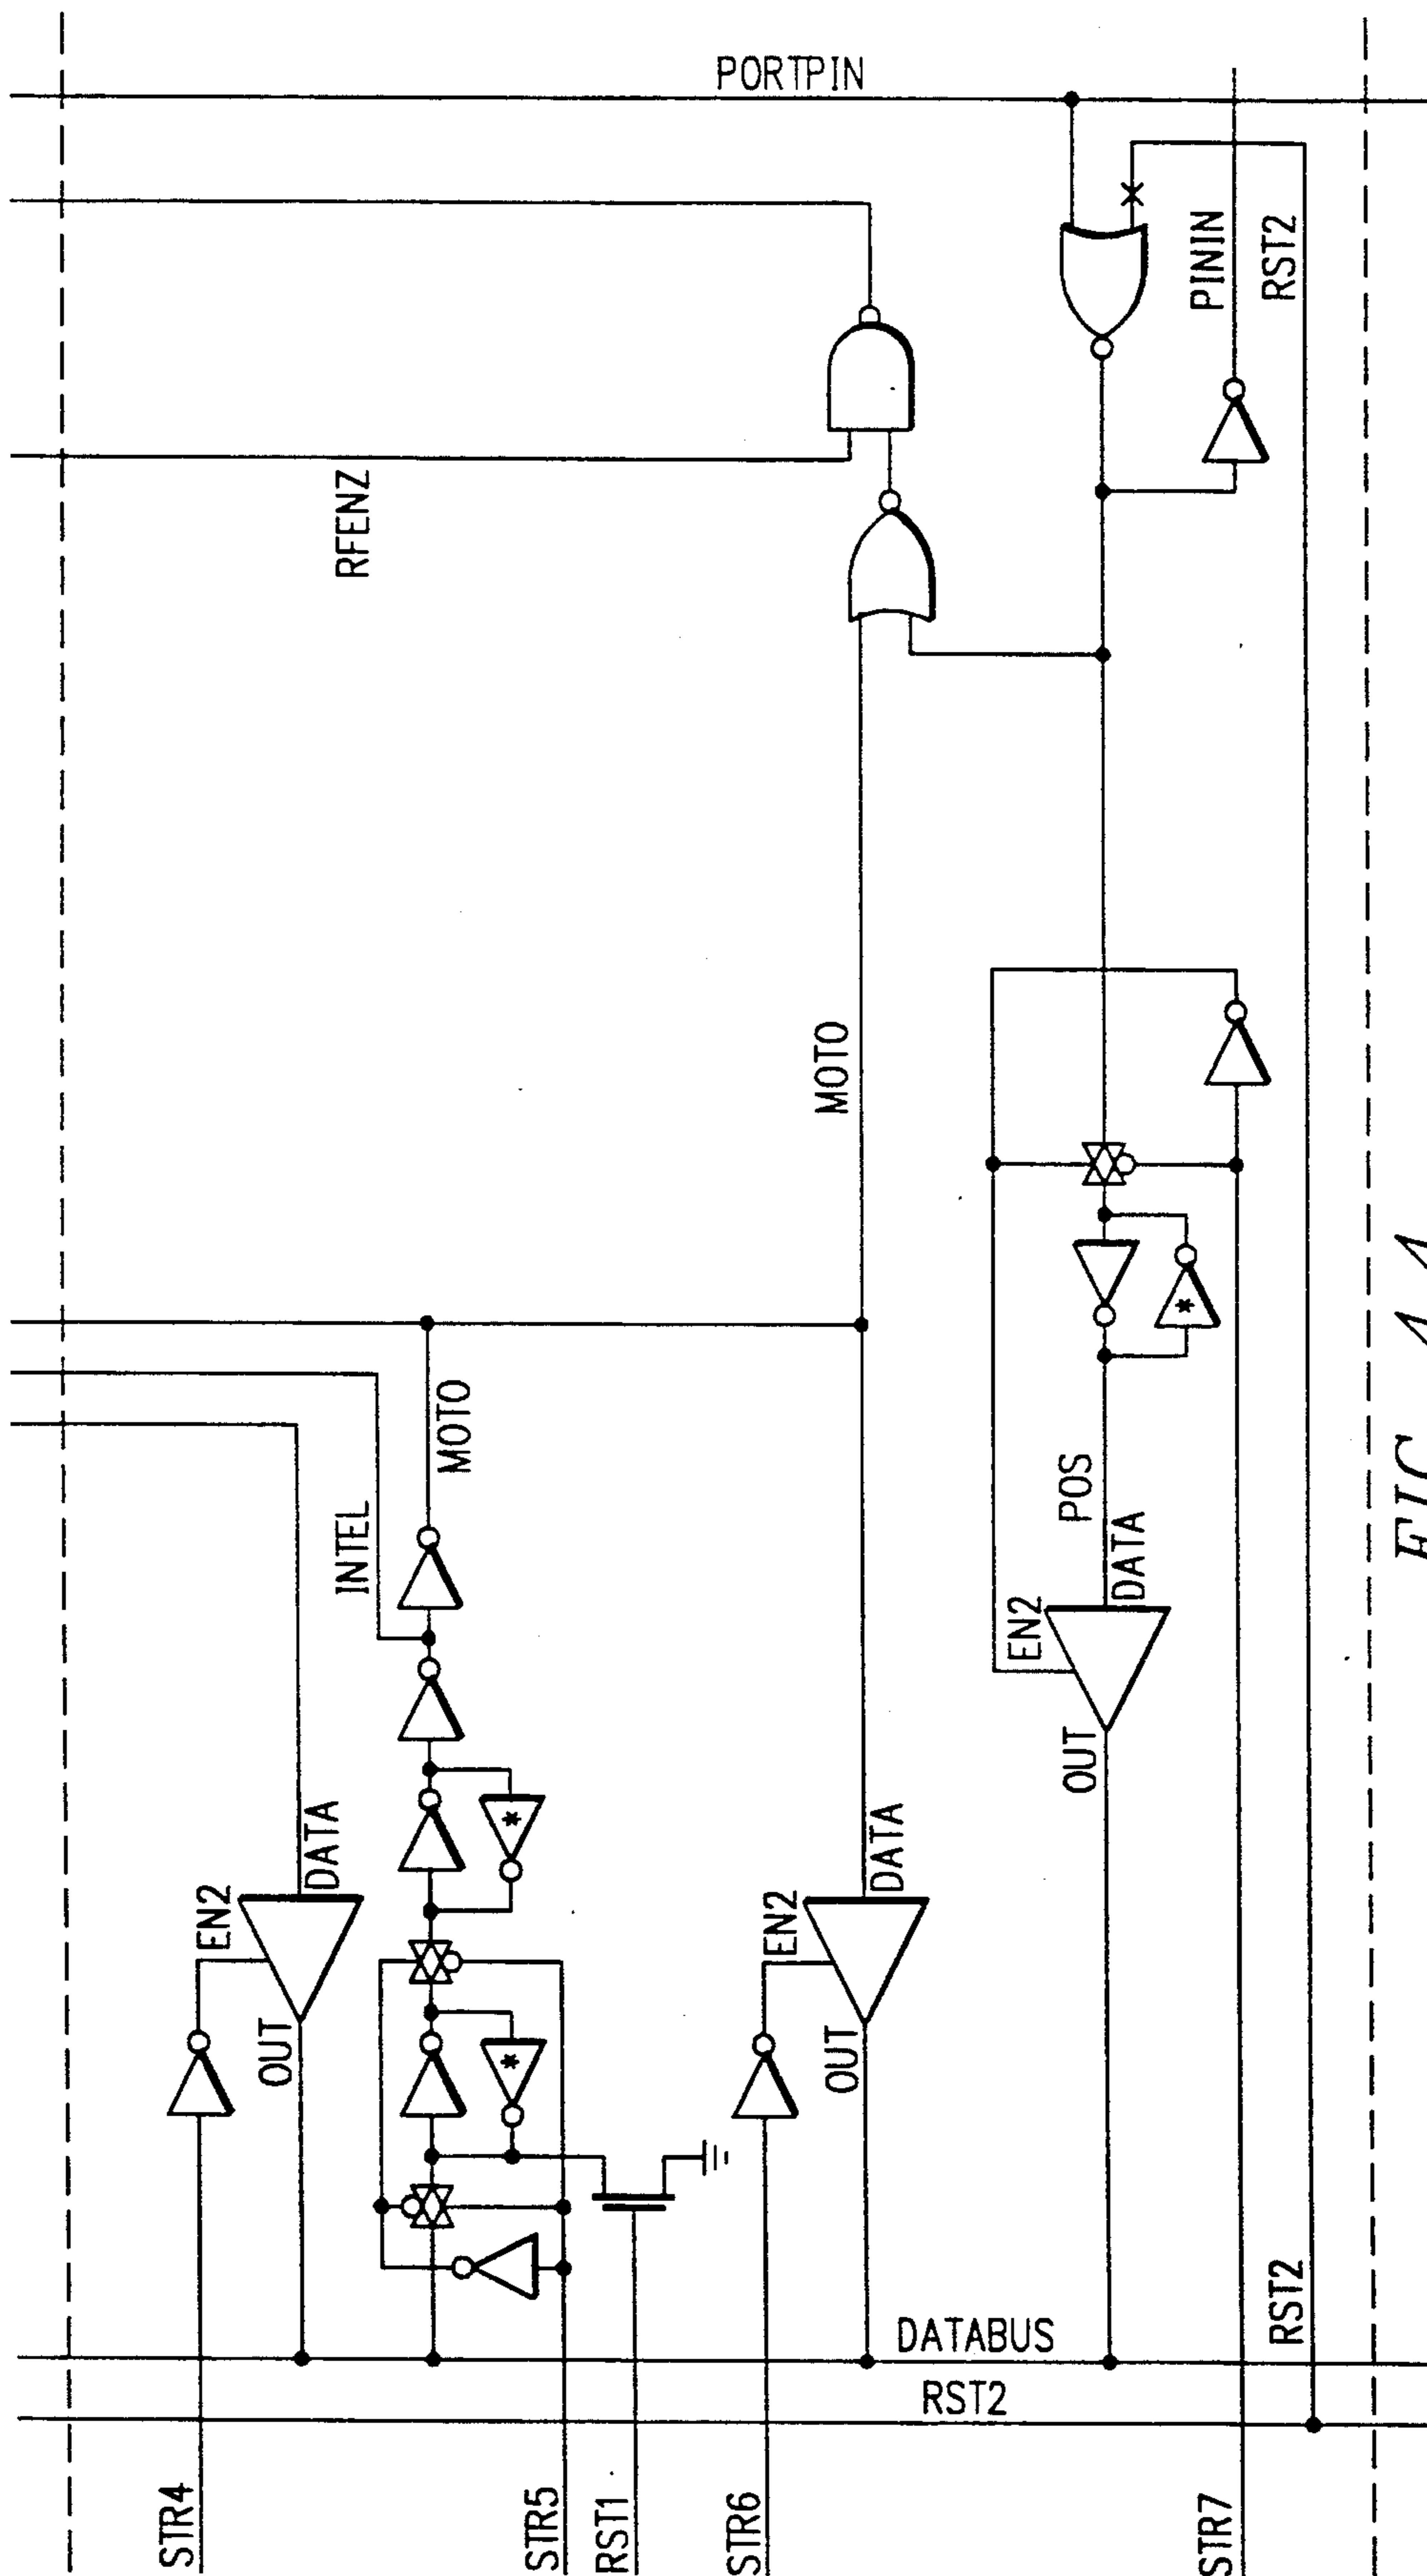 PORTPIN
PININ
RST2
RFENZ
MOTO
MOTO
INTEL
POS
DATA
EN2
OUT
DATA
EN2
OUT
*
*
*
DATA
EN2
OUT
DATABUS
RST2
RST2
STR4
STR5
RST1
STR6
STR7